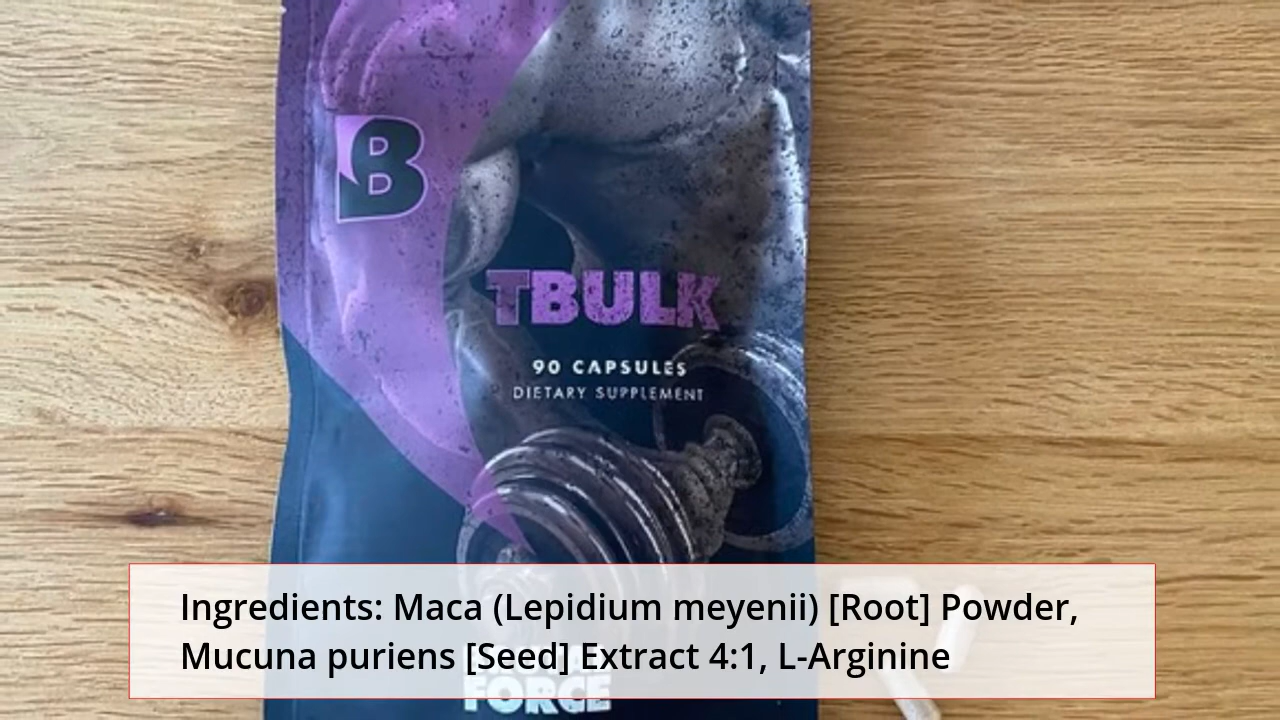 B
TBULK
90 CAPSULES
DIETARY SUPPLEMENT
Ingredients: Maca (Lepidium meyenii) [Root] Powder,
Mucuna puriens [Seed] Extract 4:1, L-Arginine
FORCE